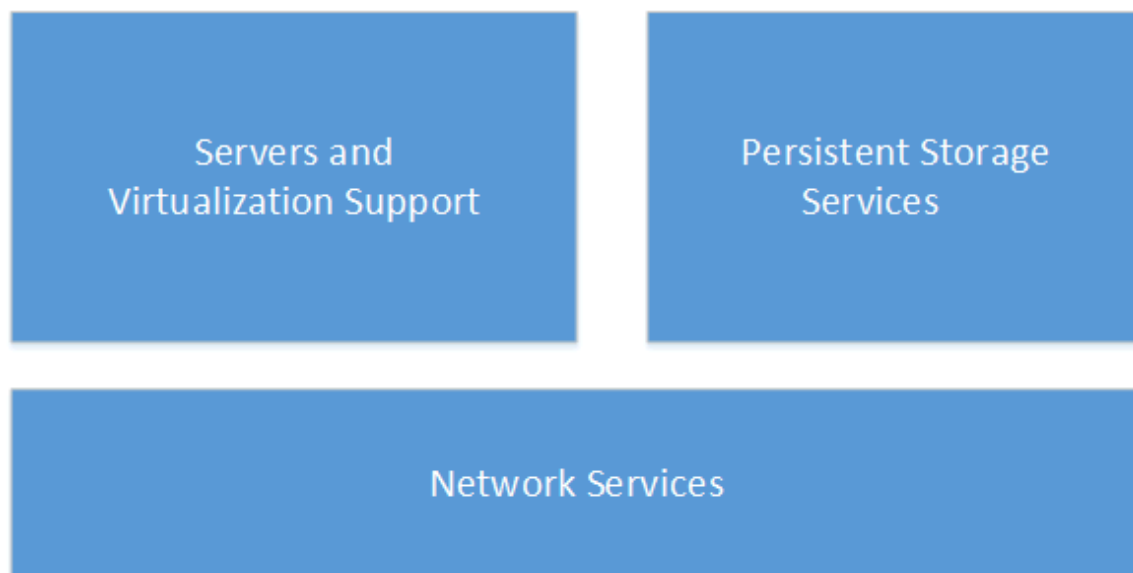 Servers and
Virtualization Support
Persistent Storage
Services
Network Services